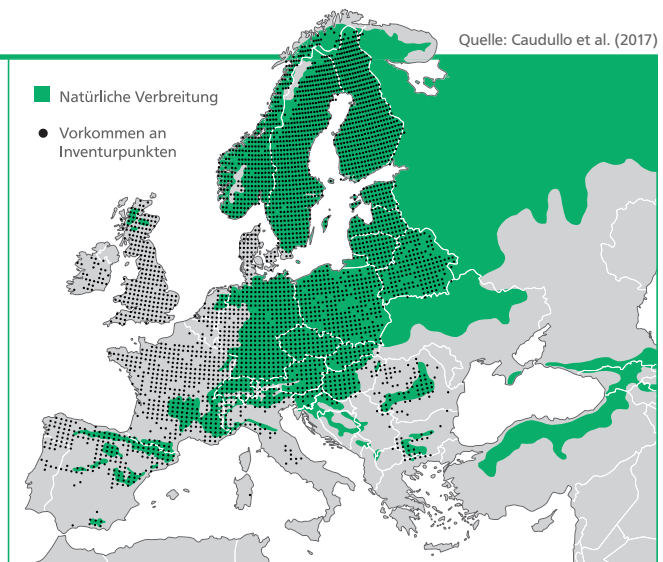 Quelle: Caudullo et al. (2017)
Natürliche Verbreitung
Vorkommen an
Inventurpunkten